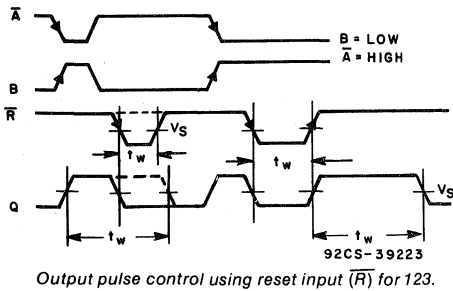 A̅
B = LOW
A̅ = HIGH
B
R̅
VS
tw
tw
Q
VS
tw
tw
92CS-39223
Output pulse control using reset input (R̅) for 123.